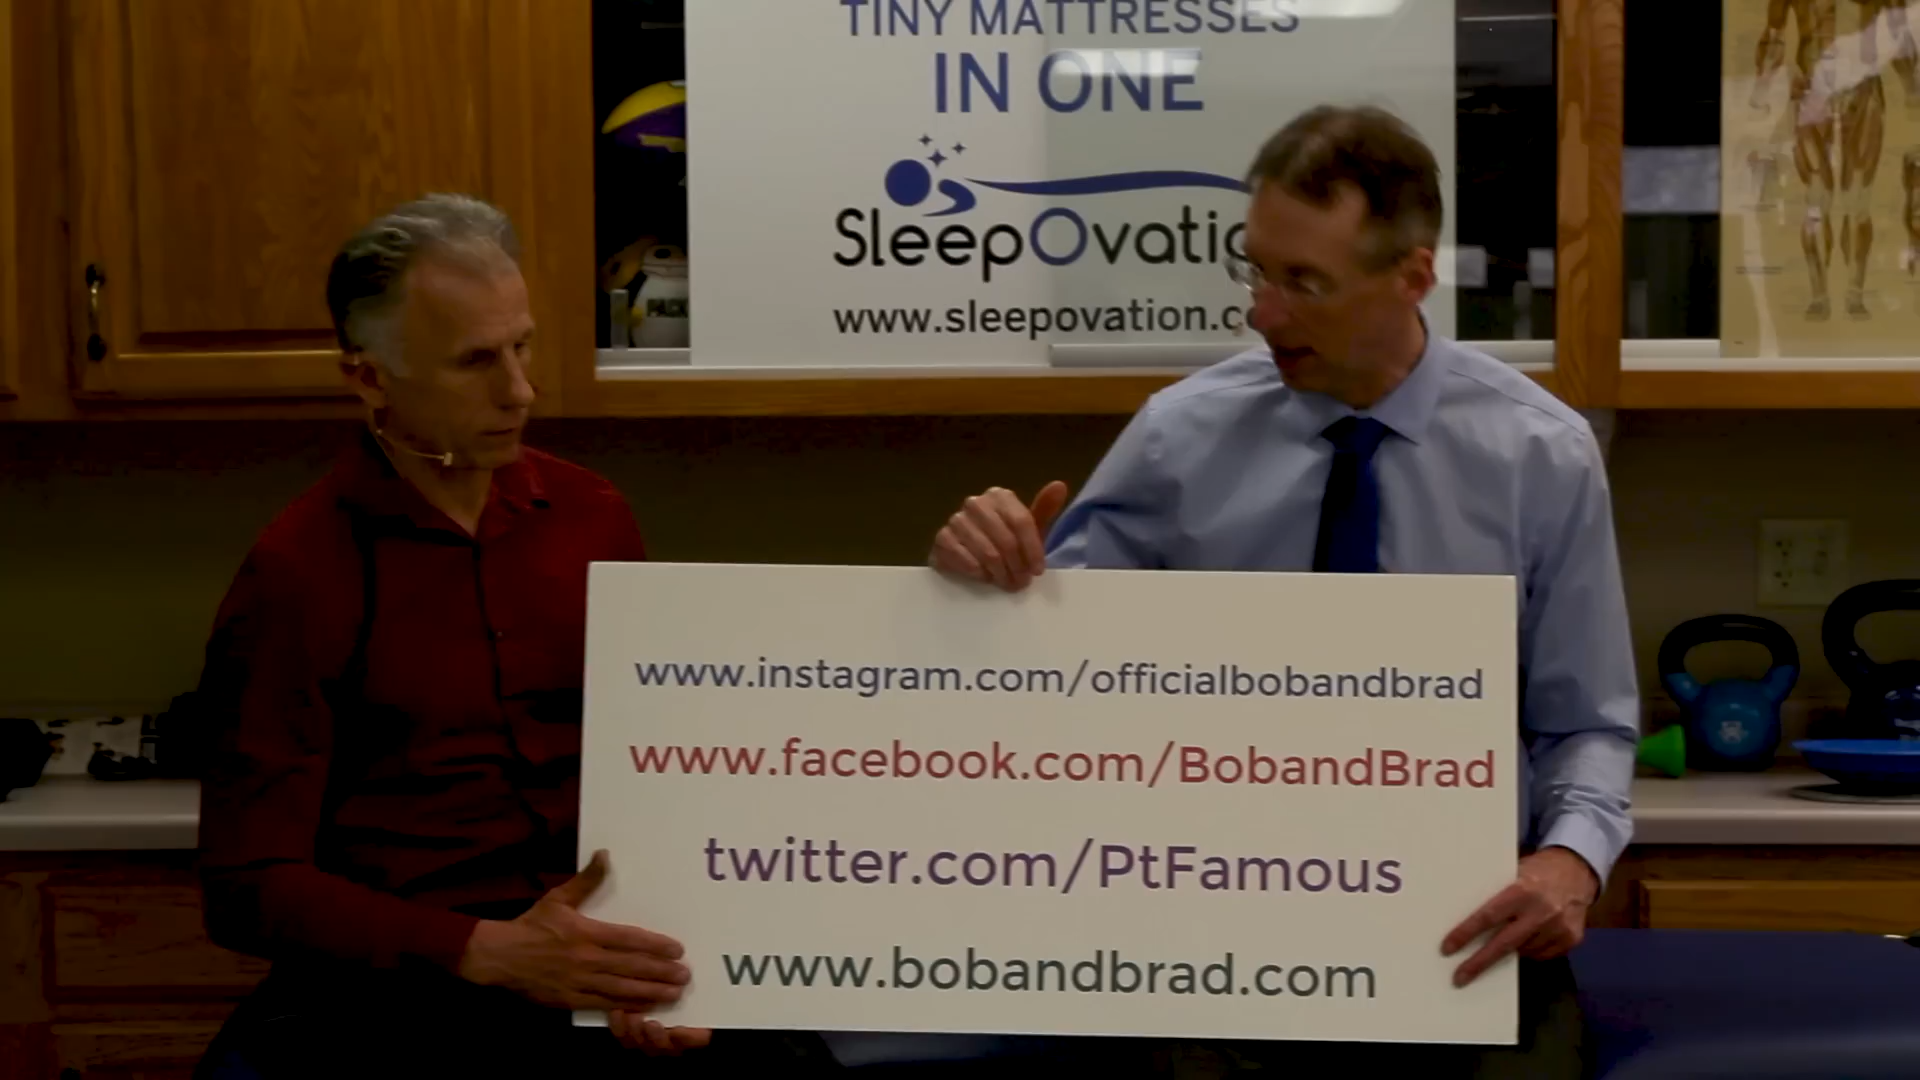 TINY MATTRESSES
IN ONE
SleepOvatio
www.sleepovation.c
PACK
www.instagram.com/officialbobandbrad
www.facebook.com/BobandBrad
twitter.com/PtFamous
www.bobandbrad.com